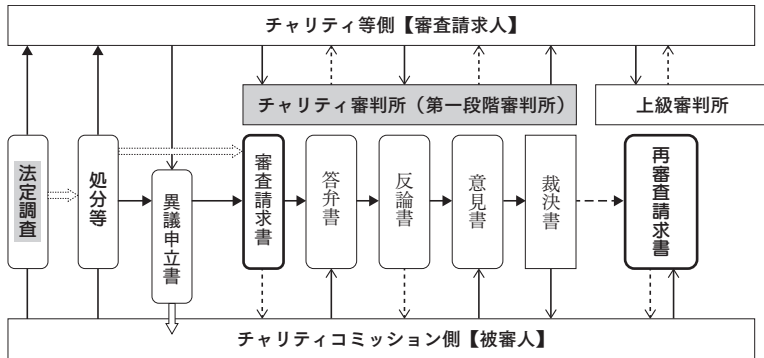 チャリティ等側【審査請求人】
チャリティ審判所（第一段階審判所）
上級審判所
法定調査
処分等
異議申立書
審査請求書
答弁書
反論書
意見書
裁決書
再審査請求書
チャリティコミッション側【被審人】